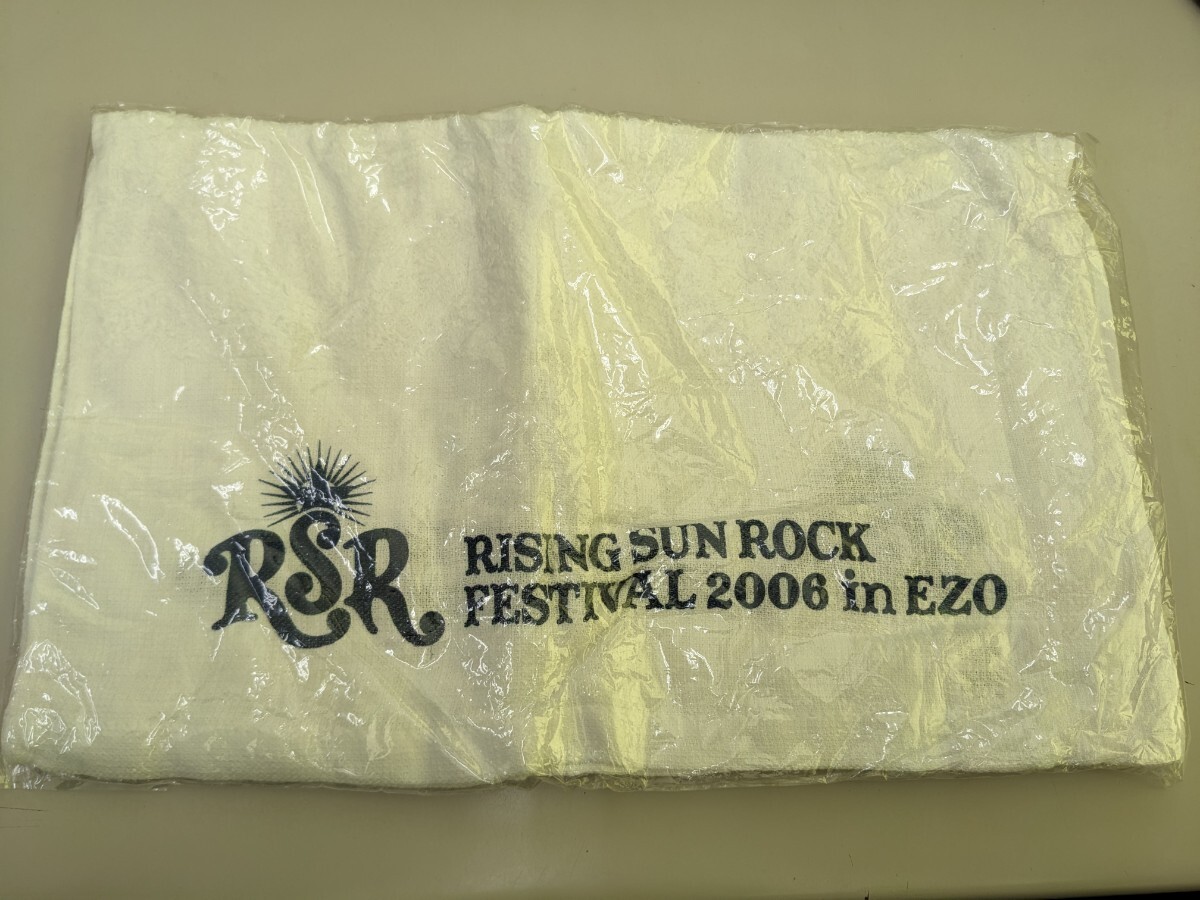 RSR
RISING SUN ROCK
FESTIVAL 2006 in EZO